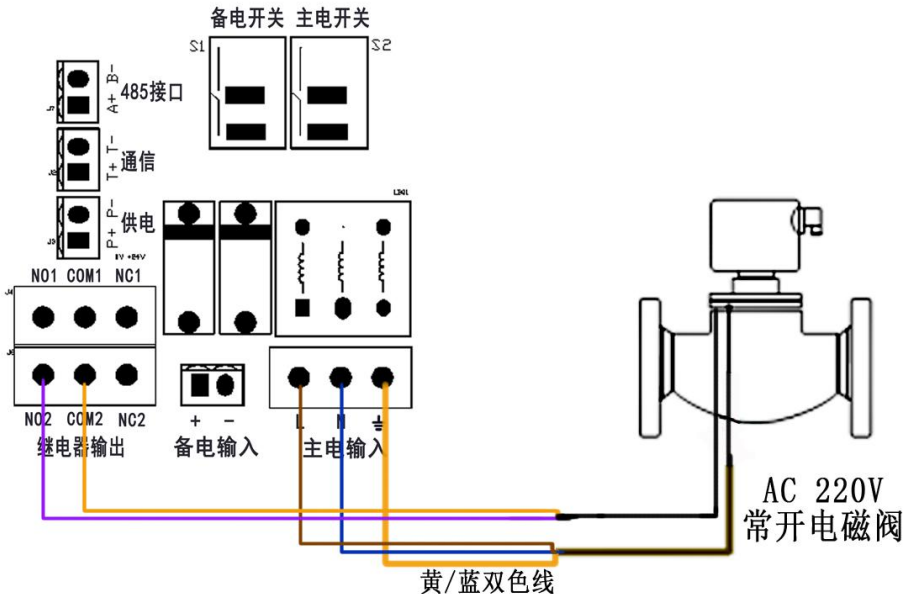 备电开关 主电开关
S1
S2
B-
A+
485接口
T-
T+
通信
P-
P+
供电
NO1 COM1 NC1
J4
NO2 COM2 NC2
继电器输出
+ -
备电输入
L N
主电输入
AC 220V
常开电磁阀
黄/蓝双色线